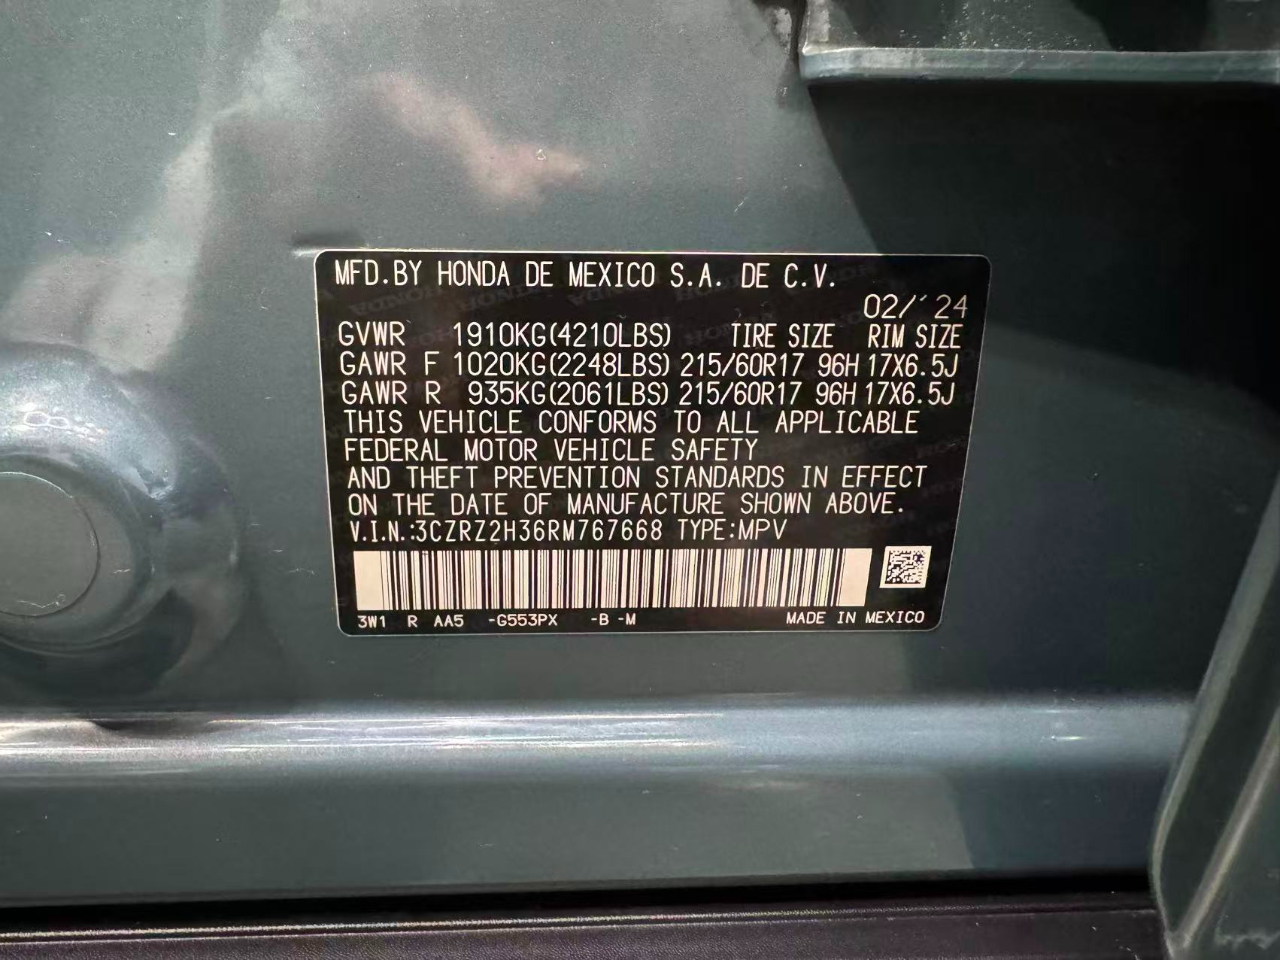 MFD.BY HONDA DE MEXICO S.A. DE C.V.
02/'24
GVWR 1910KG(4210LBS) TIRE SIZE RIM SIZE
GAWR F 1020KG(2248LBS) 215/60R17 96H 17X6.5J
GAWR R 935KG(2061LBS) 215/60R17 96H 17X6.5J
THIS VEHICLE CONFORMS TO ALL APPLICABLE
FEDERAL MOTOR VEHICLE SAFETY
AND THEFT PREVENTION STANDARDS IN EFFECT
ON THE DATE OF MANUFACTURE SHOWN ABOVE.
V.I.N.:3CZRZ2H36RM767668 TYPE:MPV
3W1 R AA5 -G553PX -B -M MADE IN MEXICO